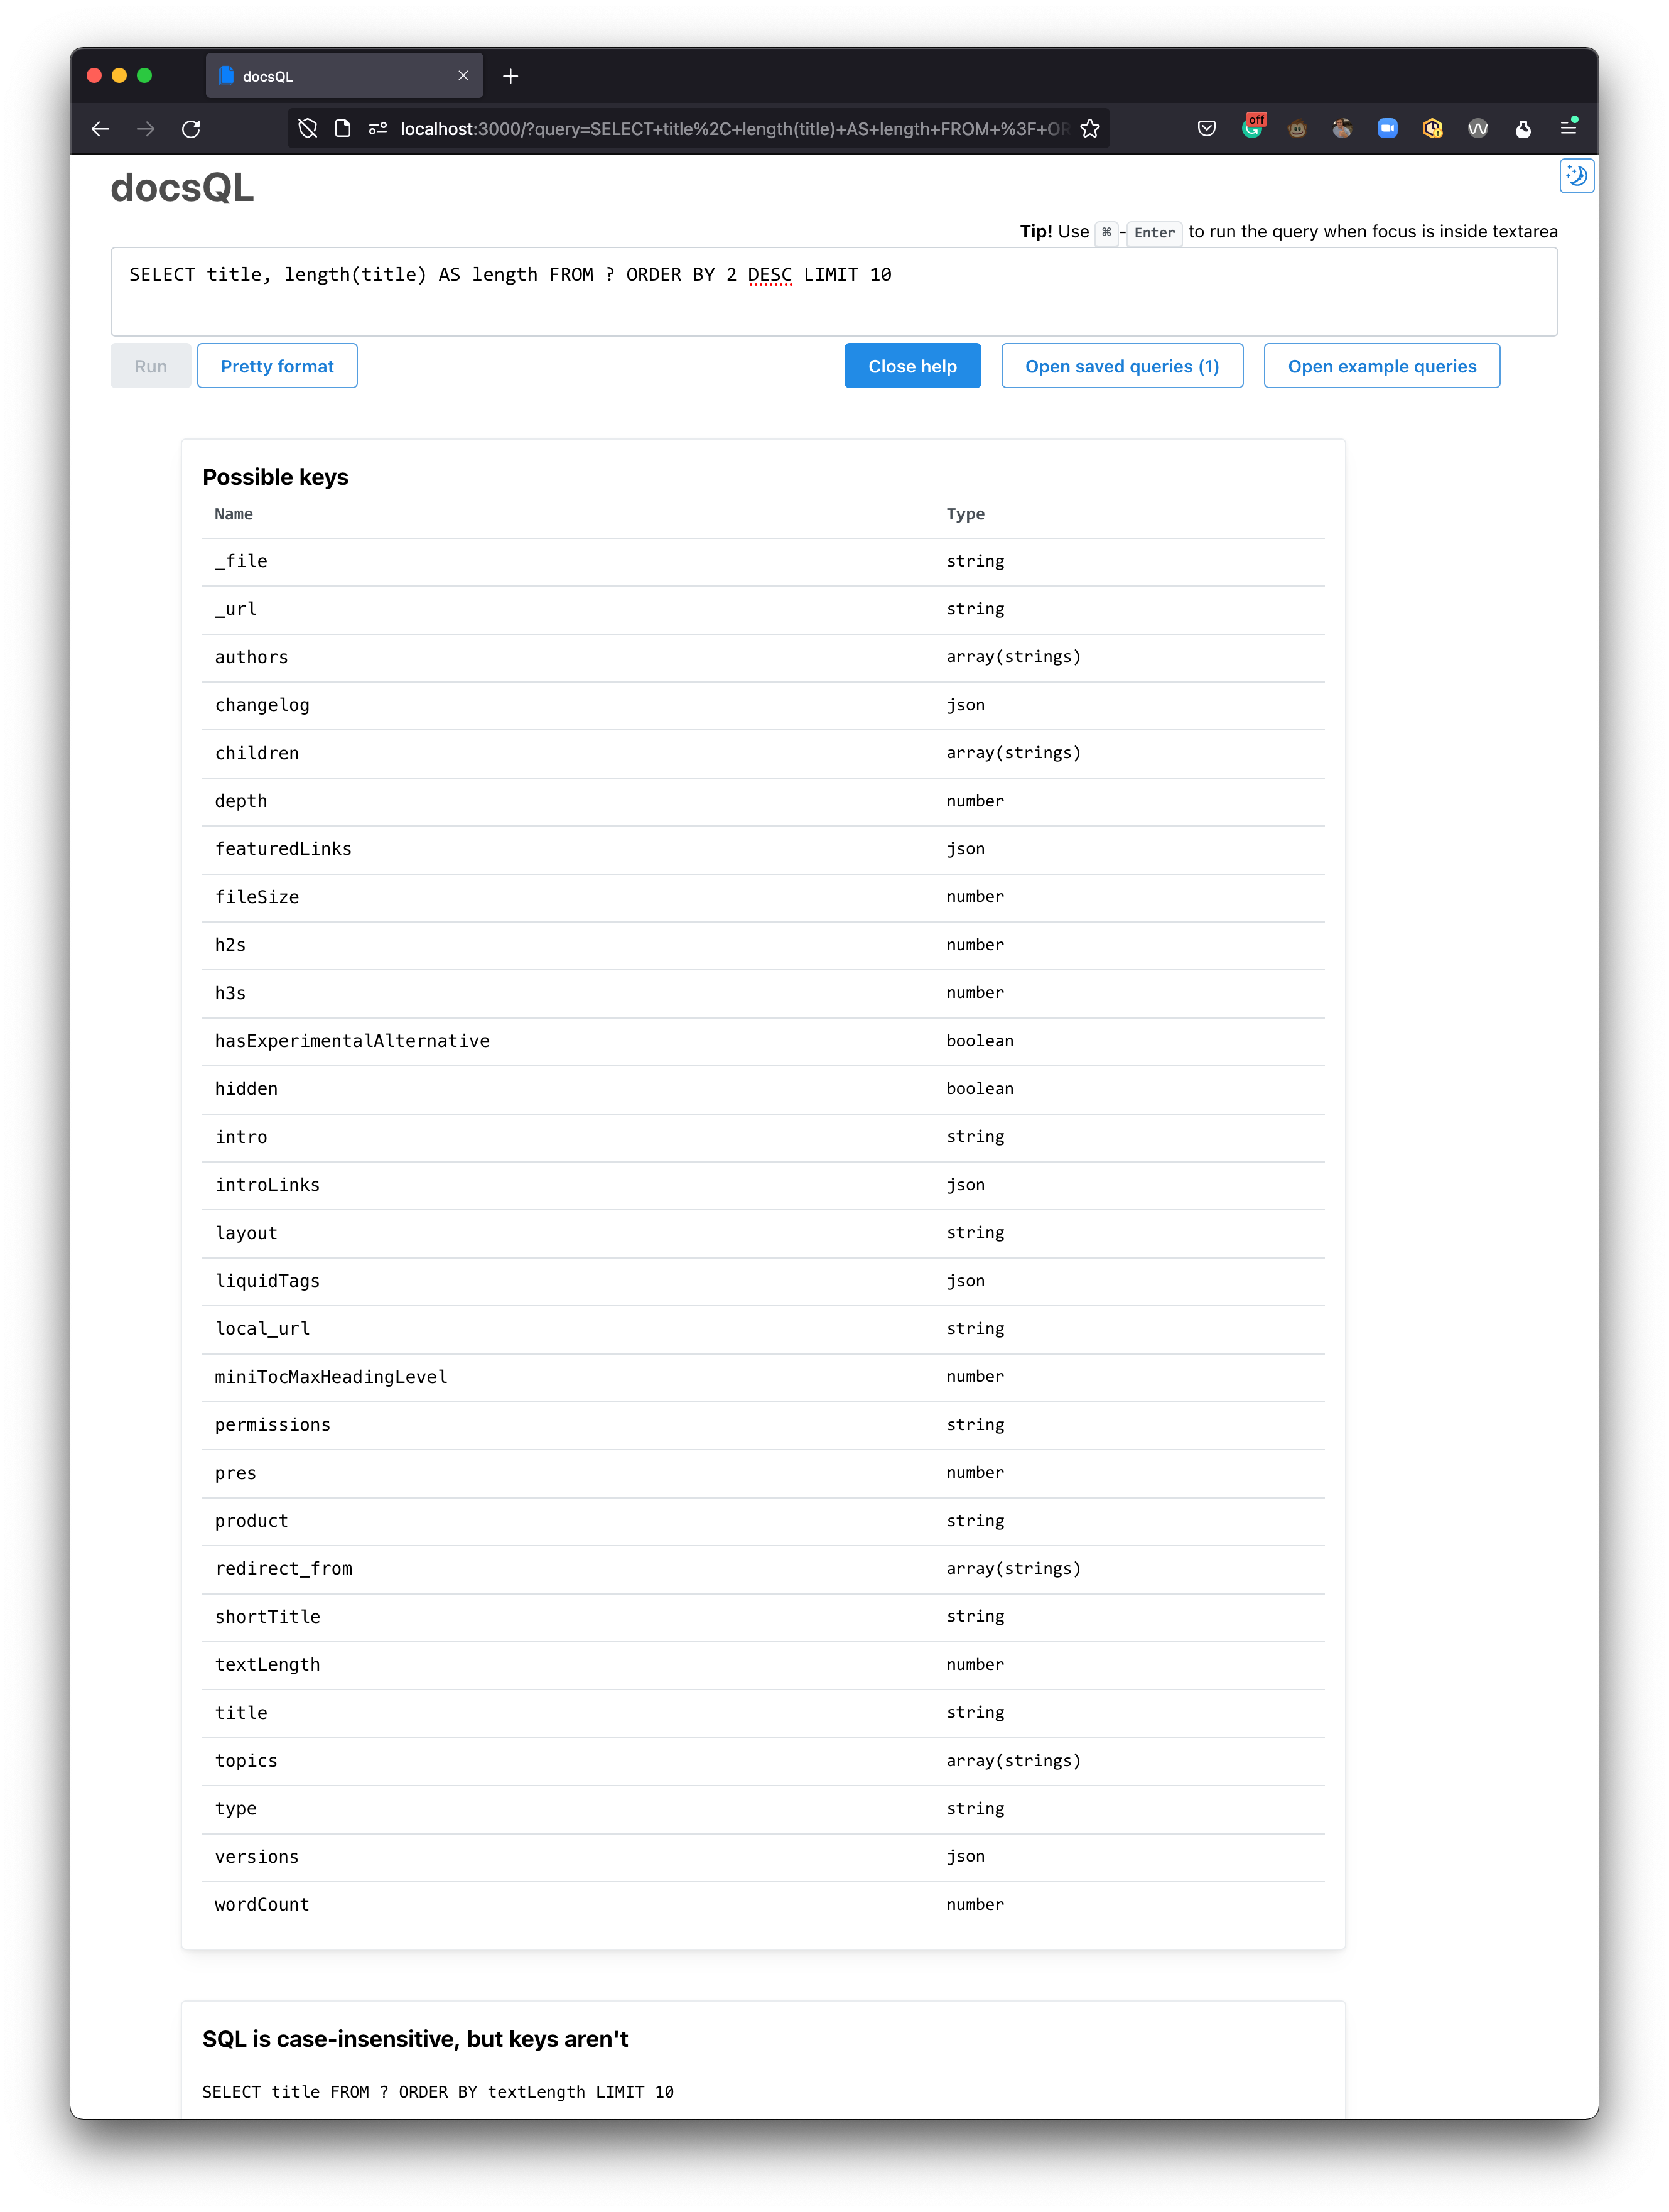 docsQL
localhost:3000/?query=SELECT+title%2C+length(title)+AS+length+FROM+%3F+OR
off
docsQL
Tip! Use ⌘-Enter to run the query when focus is inside textarea
SELECT title, length(title) AS length FROM ? ORDER BY 2 DESC LIMIT 10
Run Pretty format Close help Open saved queries (1) Open example queries
Possible keys
Name Type
_file string
_url string
authors array(strings)
changelog json
children array(strings)
depth number
featuredLinks json
fileSize number
h2s number
h3s number
hasExperimentalAlternative boolean
hidden boolean
intro string
introLinks json
layout string
liquidTags json
local_url string
miniTocMaxHeadingLevel number
permissions string
pres number
product string
redirect_from array(strings)
shortTitle string
textLength number
title string
topics array(strings)
type string
versions json
wordCount number
SQL is case-insensitive, but keys aren't
SELECT title FROM ? ORDER BY textLength LIMIT 10